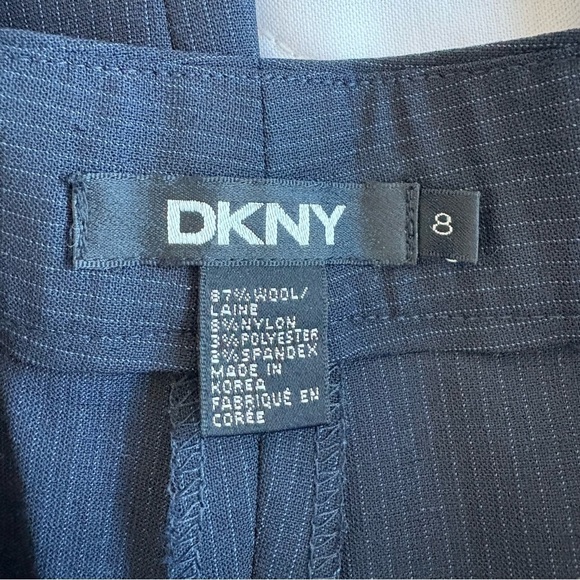 DKNY
8
87% WOOL/
LAINE
8% NYLON
3% POLYESTER
2% SPANDEX
MADE IN
KOREA
FABRIQUÉ EN
CORÉE